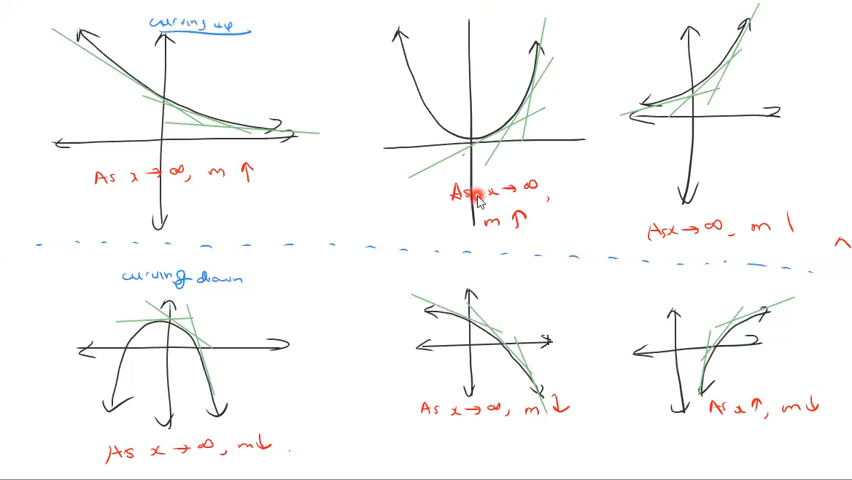 curving up
As x → ∞, m ↑
As x → ∞,
m ↑
As x → ∞, m |
curving down
As x → ∞, m ↓
As x → ∞, m ↓
As x ↑, m ↓